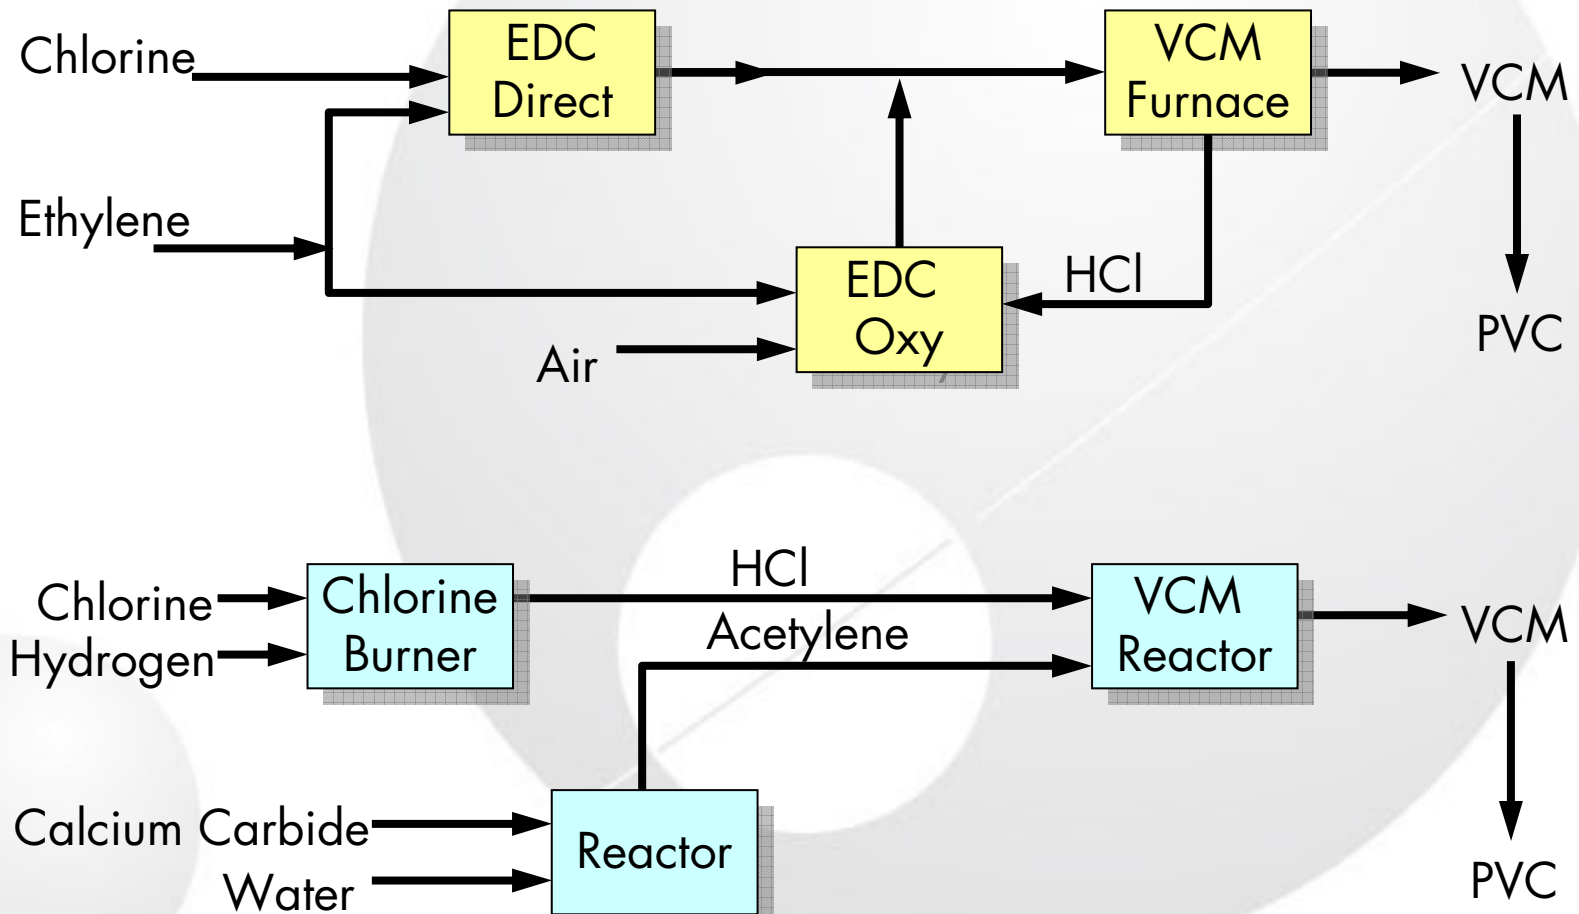 Chlorine
EDC
Direct
VCM
Furnace
VCM
Ethylene
EDC
Oxy
HCl
Air
PVC
Chlorine
Hydrogen
Chlorine
Burner
HCl
Acetylene
VCM
Reactor
VCM
Calcium Carbide
Water
Reactor
PVC